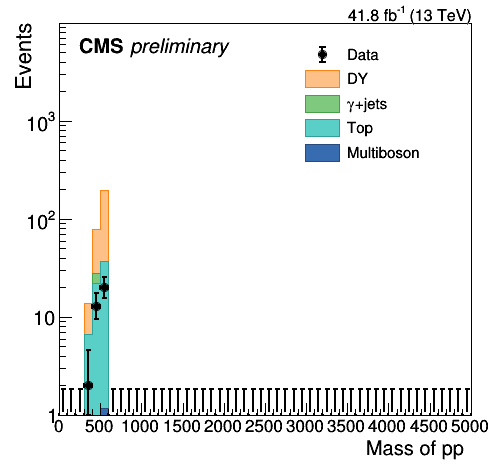 41.8 fb⁻¹ (13 TeV)
CMS preliminary
Data
DY
γ+jets
Top
Multiboson
Events
10³
10²
10
1
0 500 1000 1500 2000 2500 3000 3500 4000 4500 5000
Mass of pp